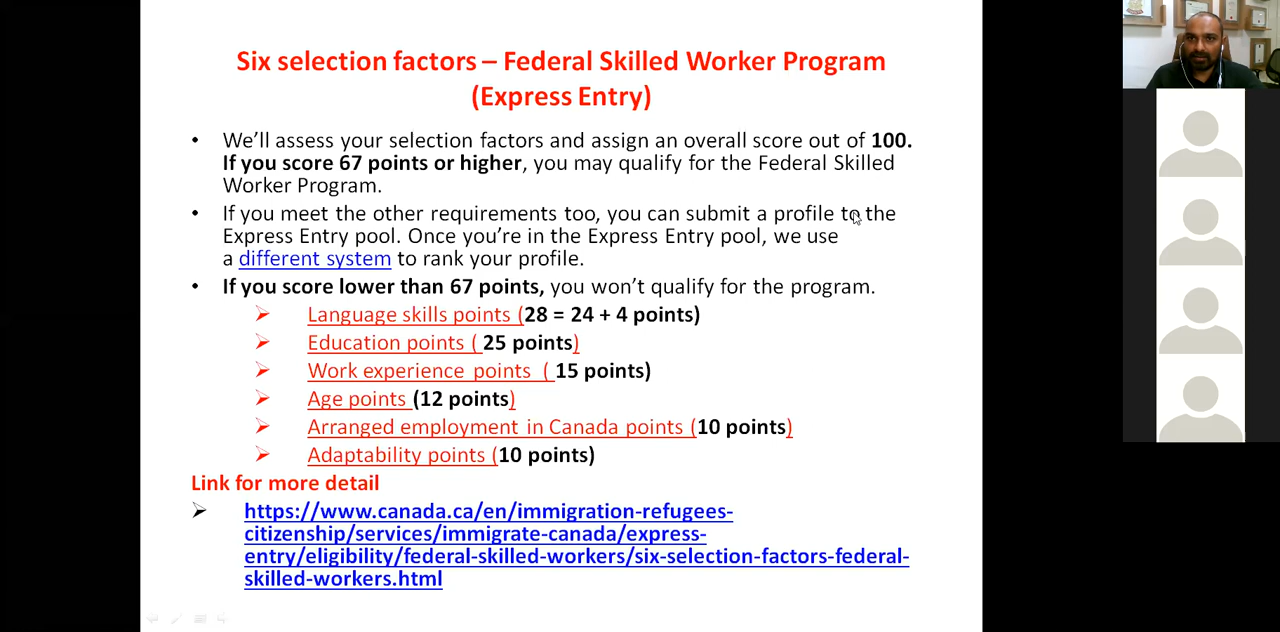 Six selection factors – Federal Skilled Worker Program
(Express Entry)
• We'll assess your selection factors and assign an overall score out of 100.
If you score 67 points or higher, you may qualify for the Federal Skilled
Worker Program.
• If you meet the other requirements too, you can submit a profile to the
Express Entry pool. Once you're in the Express Entry pool, we use
a different system to rank your profile.
• If you score lower than 67 points, you won't qualify for the program.
➢ Language skills points (28 = 24 + 4 points)
➢ Education points ( 25 points)
➢ Work experience points ( 15 points)
➢ Age points (12 points)
➢ Arranged employment in Canada points (10 points)
➢ Adaptability points (10 points)
Link for more detail
➢ https://www.canada.ca/en/immigration-refugees-
citizenship/services/immigrate-canada/express-
entry/eligibility/federal-skilled-workers/six-selection-factors-federal-
skilled-workers.html